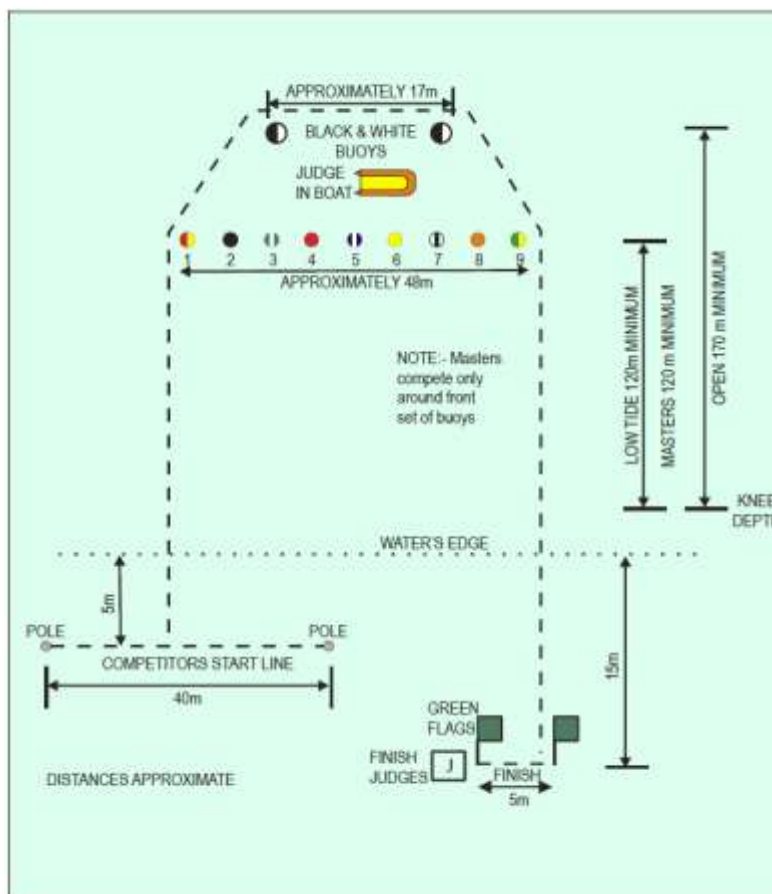 APPROXIMATELY 17m
BLACK & WHITE
BUOYS
JUDGE
IN BOAT
1 2 3 4 5 6 7 8 9
APPROXIMATELY 48m
NOTE:- Masters
compete only
around front
set of buoys
LOW TIDE 120m MINIMUM
MASTERS 120 m MINIMUM
OPEN 170 m MINIMUM
KNEE
DEPTH
WATER'S EDGE
5m
15m
POLE
POLE
COMPETITORS START LINE
40m
GREEN
FLAGS
FINISH
JUDGES
J
FINISH
5m
DISTANCES APPROXIMATE